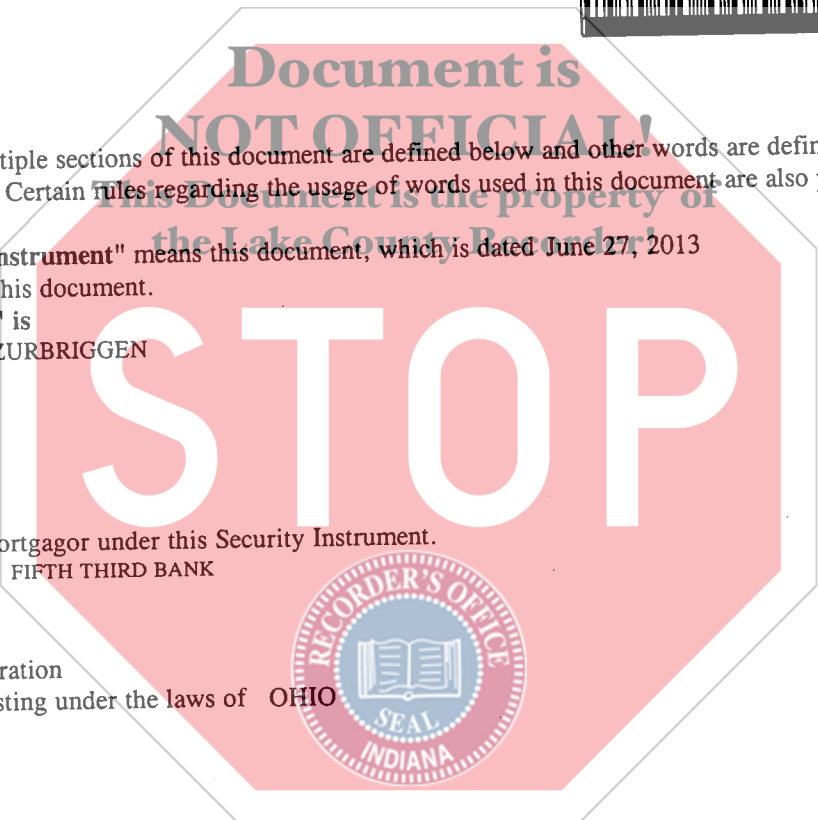 Document is
NOT OFFICIAL!
tiple sections of this document are defined below and other words are defin
Certain rules regarding the usage of words used in this document are also
This Document is the property of
the Lake County Recorder!
nstrument" means this document, which is dated June 27, 2013
his document.
" is
ZURBRIGGEN
STOP
ortgagor under this Security Instrument.
FIFTH THIRD BANK
ration
sting under the laws of OHIO
RECORDER'S OFFICE
SEAL
INDIANA